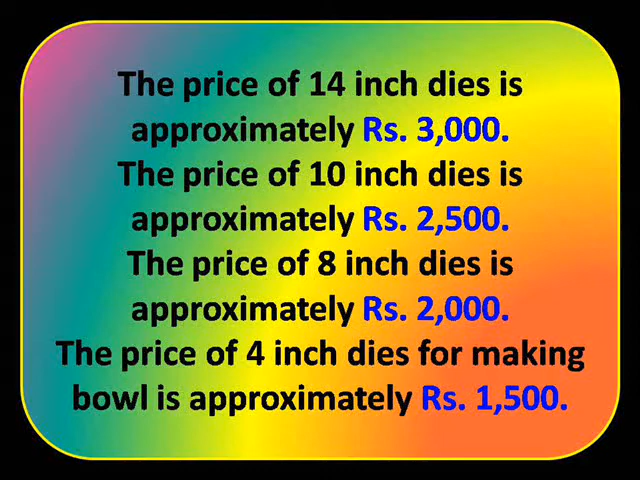 The price of 14 inch dies is
approximately Rs. 3,000.
The price of 10 inch dies is
approximately Rs. 2,500.
The price of 8 inch dies is
approximately Rs. 2,000.
The price of 4 inch dies for making
bowl is approximately Rs. 1,500.